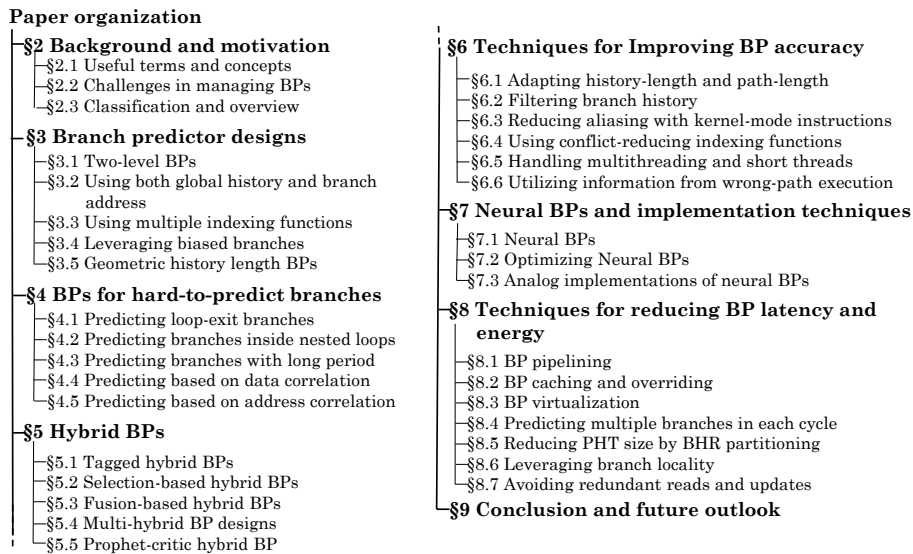 Paper organization
§2 Background and motivation
§2.1 Useful terms and concepts
§2.2 Challenges in managing BPs
§2.3 Classification and overview
§3 Branch predictor designs
§3.1 Two-level BPs
§3.2 Using both global history and branch
address
§3.3 Using multiple indexing functions
§3.4 Leveraging biased branches
§3.5 Geometric history length BPs
§4 BPs for hard-to-predict branches
§4.1 Predicting loop-exit branches
§4.2 Predicting branches inside nested loops
§4.3 Predicting branches with long period
§4.4 Predicting based on data correlation
§4.5 Predicting based on address correlation
§5 Hybrid BPs
§5.1 Tagged hybrid BPs
§5.2 Selection-based hybrid BPs
§5.3 Fusion-based hybrid BPs
§5.4 Multi-hybrid BP designs
§5.5 Prophet-critic hybrid BP
§6 Techniques for Improving BP accuracy
§6.1 Adapting history-length and path-length
§6.2 Filtering branch history
§6.3 Reducing aliasing with kernel-mode instructions
§6.4 Using conflict-reducing indexing functions
§6.5 Handling multithreading and short threads
§6.6 Utilizing information from wrong-path execution
§7 Neural BPs and implementation techniques
§7.1 Neural BPs
§7.2 Optimizing Neural BPs
§7.3 Analog implementations of neural BPs
§8 Techniques for reducing BP latency and
energy
§8.1 BP pipelining
§8.2 BP caching and overriding
§8.3 BP virtualization
§8.4 Predicting multiple branches in each cycle
§8.5 Reducing PHT size by BHR partitioning
§8.6 Leveraging branch locality
§8.7 Avoiding redundant reads and updates
§9 Conclusion and future outlook